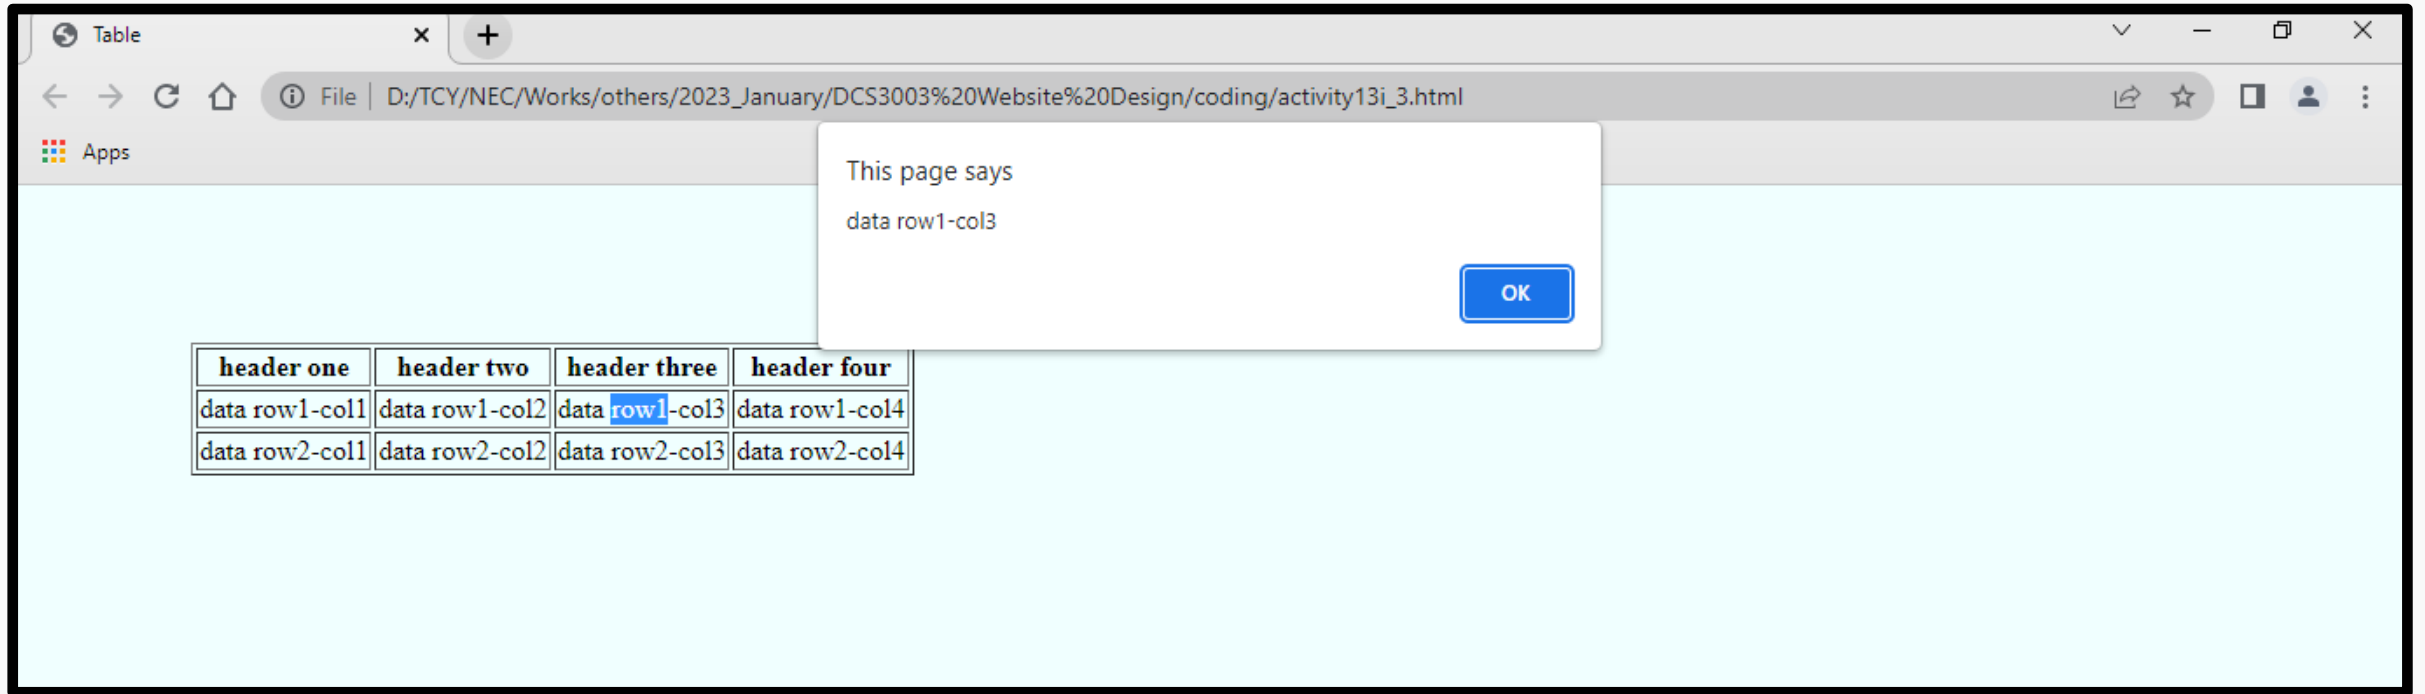 Table
File | D:/TCY/NEC/Works/others/2023_January/DCS3003%20Website%20Design/coding/activity13i_3.html
Apps
This page says
data row1-col3
OK
header one header two header three header four
data row1-col1 data row1-col2 data row1-col3 data row1-col4
data row2-col1 data row2-col2 data row2-col3 data row2-col4